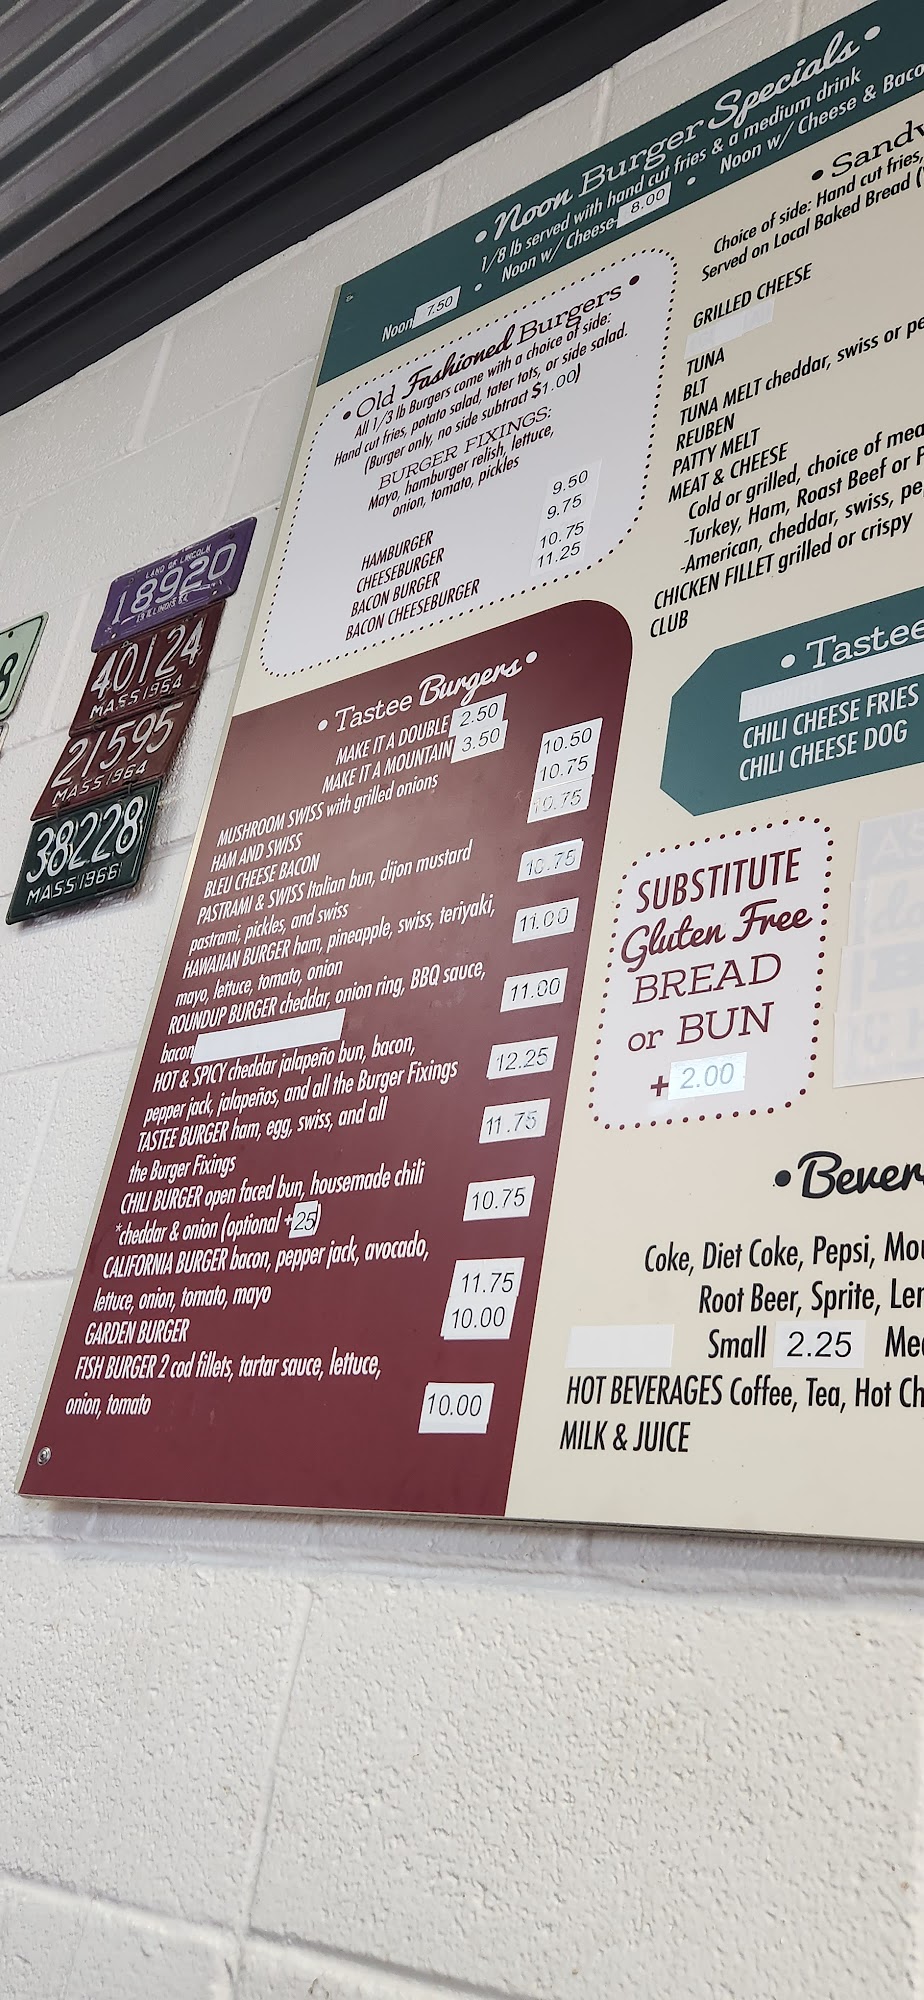 • Noon Burger Specials •
1/8 lb served with hand cut fries & a medium drink
Noon 7.50 • Noon w/ Cheese 8.00 • Noon w/ Cheese & Baco
• Old Fashioned Burgers •
All 1/3 lb Burgers come with a choice of side:
Hand cut fries, potato salad, tater tots, or side salad.
(Burger only, no side subtract $1.00)
BURGER FIXINGS:
Mayo, hamburger relish, lettuce,
onion, tomato, pickles
HAMBURGER 9.50
CHEESEBURGER 9.75
BACON BURGER 10.75
BACON CHEESEBURGER 11.25
• Tastee Burgers •
MAKE IT A DOUBLE 2.50
MAKE IT A MOUNTAIN 3.50
MUSHROOM SWISS with grilled onions 10.50
HAM AND SWISS 10.75
BLEU CHEESE BACON 10.75
PASTRAMI & SWISS Italian bun, dijon mustard
pastrami, pickles, and swiss 10.75
HAWAIIAN BURGER ham, pineapple, swiss, teriyaki,
mayo, lettuce, tomato, onion 11.00
ROUNDUP BURGER cheddar, onion ring, BBQ sauce,
bacon 11.00
HOT & SPICY cheddar jalapeño bun, bacon,
pepper jack, jalapeños, and all the Burger Fixings 12.25
TASTEE BURGER ham, egg, swiss, and all
the Burger Fixings 11.75
CHILI BURGER open faced bun, housemade chili
*cheddar & onion (optional +25) 10.75
CALIFORNIA BURGER bacon, pepper jack, avocado,
lettuce, onion, tomato, mayo 11.75
GARDEN BURGER 10.00
FISH BURGER 2 cod fillets, tartar sauce, lettuce,
onion, tomato 10.00
• Sandw
Choice of side: Hand cut fries,
Served on Local Baked Bread (
GRILLED CHEESE
TUNA
BLT
TUNA MELT cheddar, swiss or pe
REUBEN
PATTY MELT
MEAT & CHEESE
Cold or grilled, choice of mea
-Turkey, Ham, Roast Beef or P
-American, cheddar, swiss, pe
CHICKEN FILLET grilled or crispy
CLUB
• Tastee
CHILI CHEESE FRIES
CHILI CHEESE DOG
SUBSTITUTE
Gluten Free
BREAD
or BUN
+ 2.00
• Bever
Coke, Diet Coke, Pepsi, Mou
Root Beer, Sprite, Le
Small 2.25 Me
HOT BEVERAGES Coffee, Tea, Hot Ch
MILK & JUICE
LAND OF LINCOLN
18920
40124
MASS 1964
21595
MASS 1964
38228
MASS 1966
8